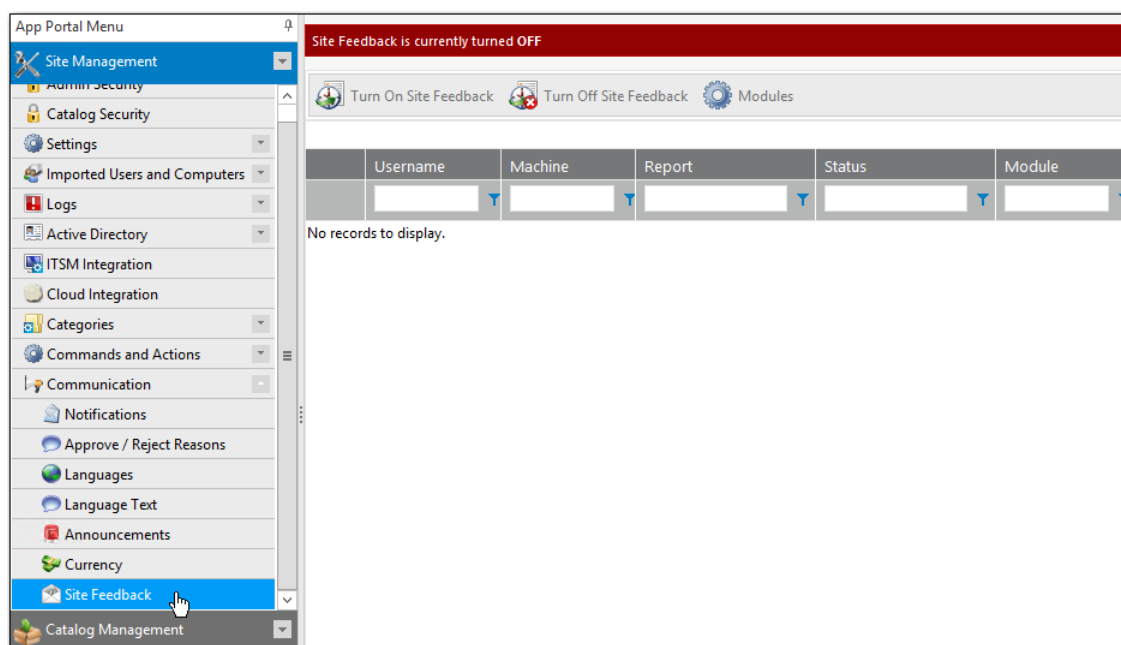 App Portal Menu
Site Management
Admin Security
Catalog Security
Settings
Imported Users and Computers
Logs
Active Directory
ITSM Integration
Cloud Integration
Categories
Commands and Actions
Communication
Notifications
Approve / Reject Reasons
Languages
Language Text
Announcements
Currency
Site Feedback
Catalog Management
Site Feedback is currently turned OFF
Turn On Site Feedback Turn Off Site Feedback Modules
Username Machine Report Status Module
No records to display.